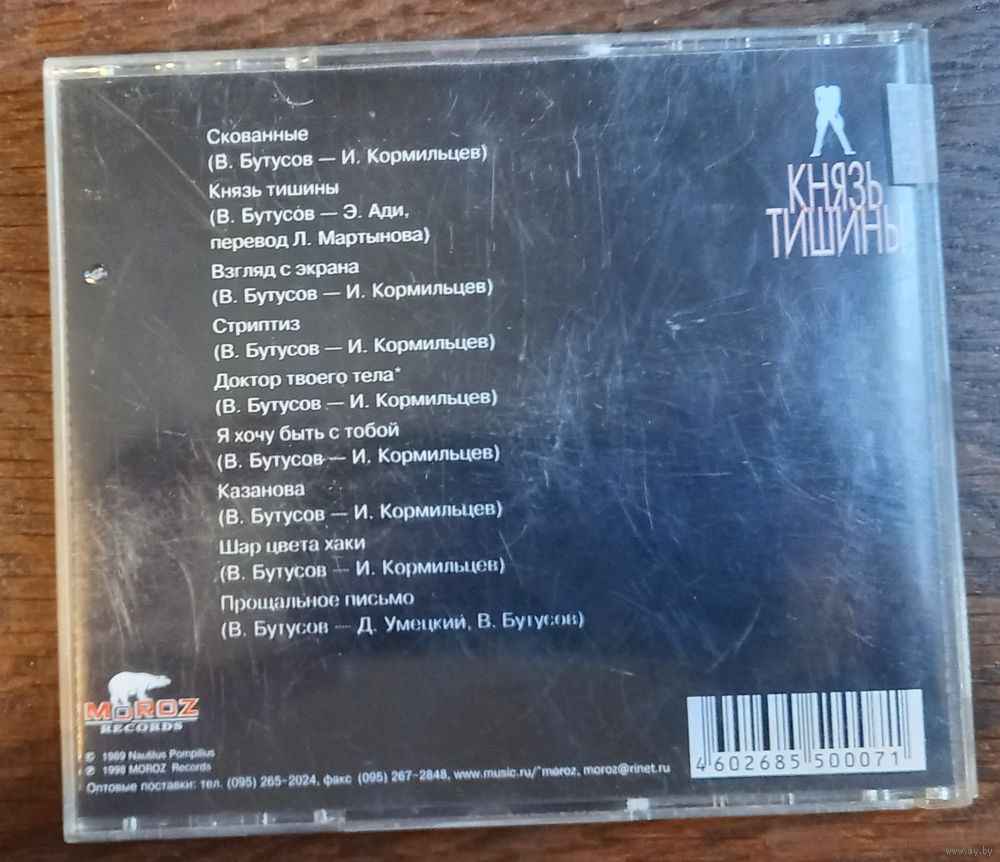 Скованные
(В. Бутусов — И. Кормильцев)
Князь тишины
(В. Бутусов — Э. Ади,
перевод Л. Мартынова)
Взгляд с экрана
(В. Бутусов — И. Кормильцев)
Стриптиз
(В. Бутусов — И. Кормильцев)
Доктор твоего тела*
(В. Бутусов — И. Кормильцев)
Я хочу быть с тобой
(В. Бутусов — И. Кормильцев)
Казанова
(В. Бутусов — И. Кормильцев)
Шар цвета хаки
(В. Бутусов — И. Кормильцев)
Прощальное письмо
(В. Бутусов — Д. Умецкий, В. Бутусов)
КНЯЗЬ
ТИШИНЫ
MOROZ
RECORDS
© 1989 Nautilus Pompilius
℗ 1998 MOROZ Records
Оптовые поставки: тел. (095) 265-2024, факс (095) 267-2848, www.music.ru/~moroz, moroz@rinet.ru
4 602685 500071
www.ay.by